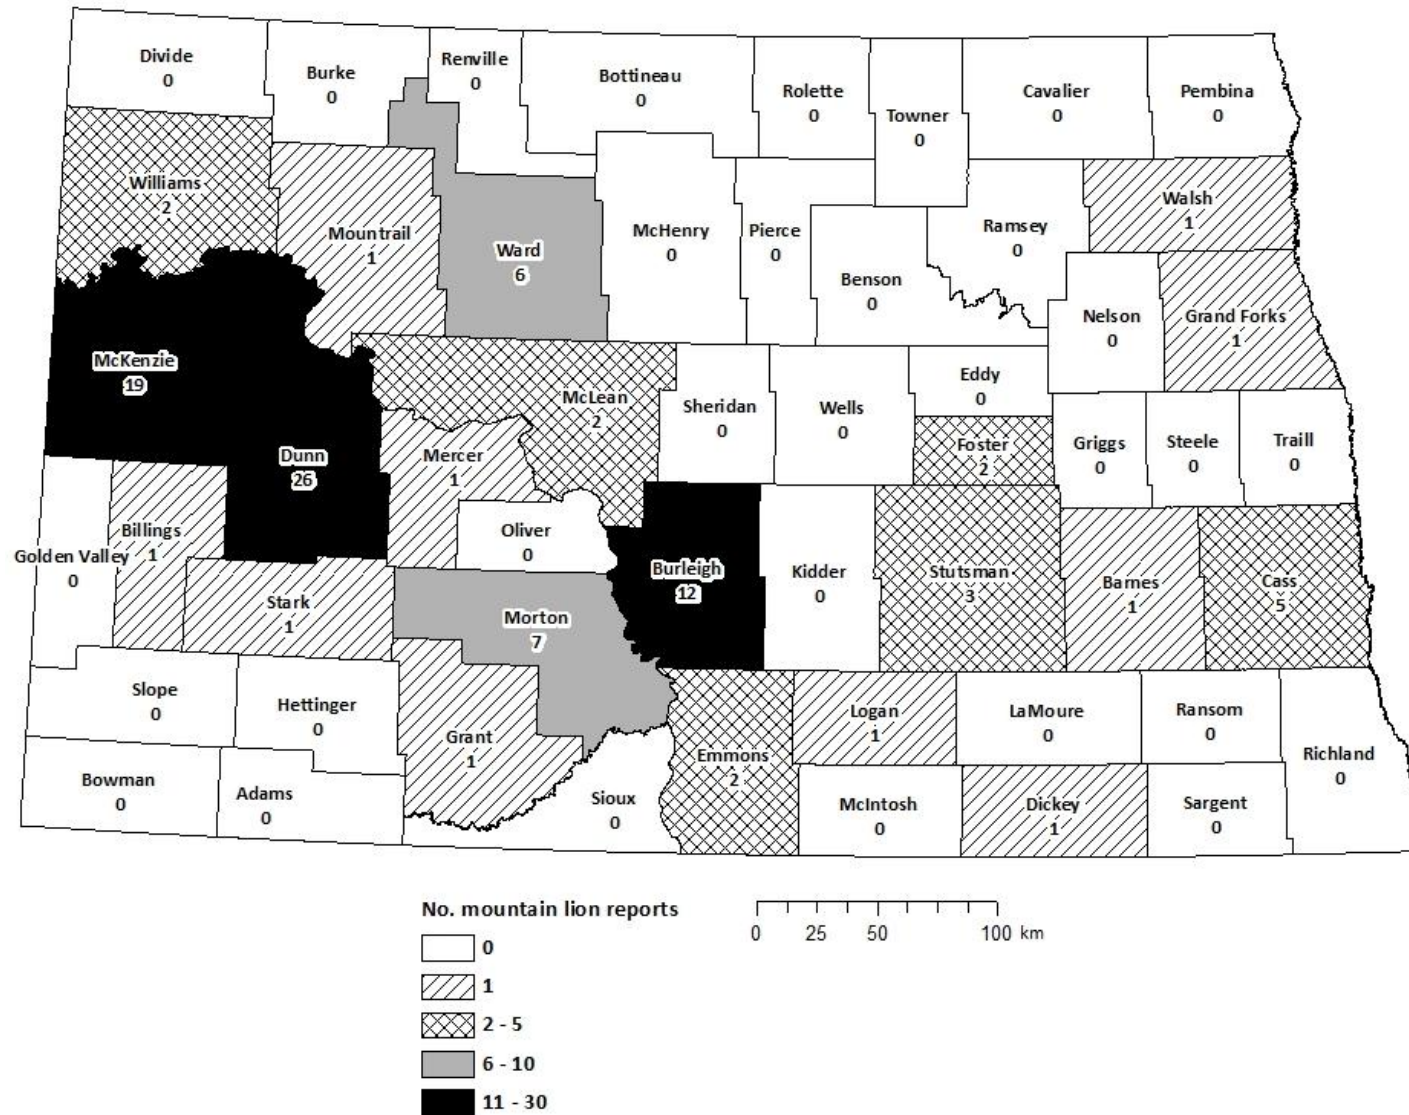 Divide
0
Burke
0
Renville
0
Bottineau
0
Rolette
0
Towner
0
Cavalier
0
Pembina
0
Williams
2
Mountrail
1
Ward
6
McHenry
0
Pierce
0
Benson
0
Ramsey
0
Walsh
1
Nelson
0
Grand Forks
1
McKenzie
19
Dunn
26
Mercer
1
McLean
2
Sheridan
0
Wells
0
Eddy
0
Foster
2
Griggs
0
Steele
0
Traill
0
Golden Valley
0
Billings
1
Stark
1
Oliver
0
Morton
7
Burleigh
12
Kidder
0
Stutsman
3
Barnes
1
Cass
5
Slope
0
Hettinger
0
Grant
1
Bowman
0
Adams
0
Sioux
0
Emmons
2
Logan
1
LaMoure
0
Ransom
0
Richland
0
McIntosh
0
Dickey
1
Sargent
0
No. mountain lion reports
0
1
2 - 5
6 - 10
11 - 30
0 25 50 100 km